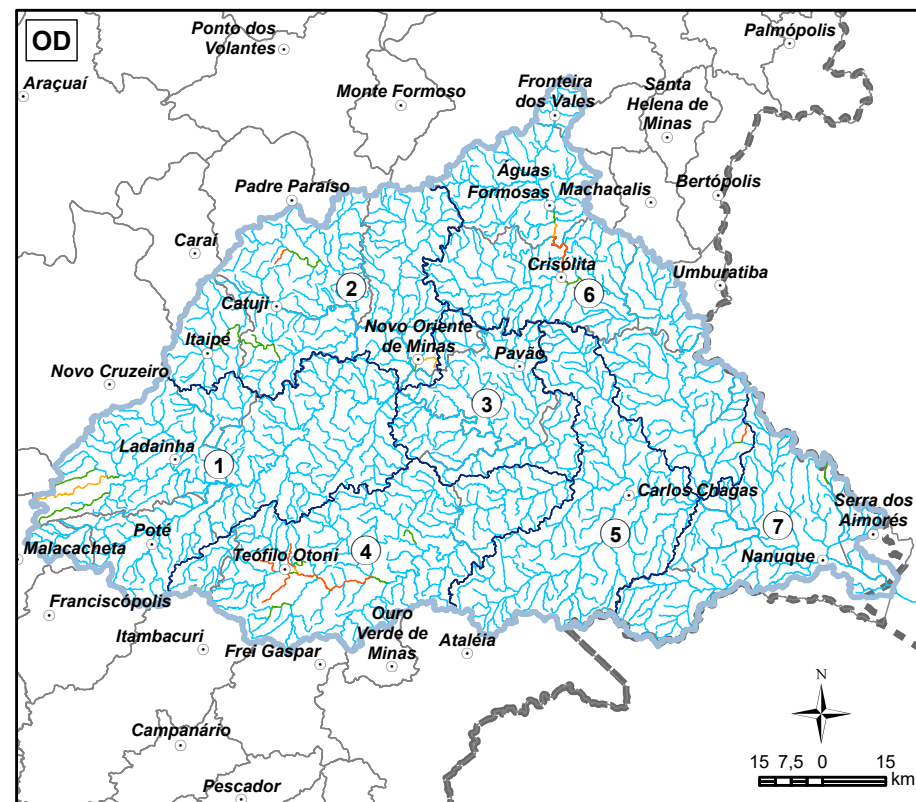 OD
Ponto dos
Volantes
Palmópolis
Araçuaí
Monte Formoso
Fronteira
dos Vales
Santa
Helena de
Minas
Águas
Formosas
Machacalis
Bertópolis
Padre Paraíso
Caraí
Crisólita
Umburatiba
2
6
Catuji
Novo Oriente
de Minas
Itaipé
Pavão
Novo Cruzeiro
3
Ladainha
1
Carlos Chagas
Serra dos
Aimorés
Malacacheta
Poté
4
5
7
Teófilo Otoni
Nanuque
Franciscópolis
Ouro
Verde de
Minas
Itambacuri
Frei Gaspar
Ataléia
N
Campanário
Pescador
15 7,5 0 15
km